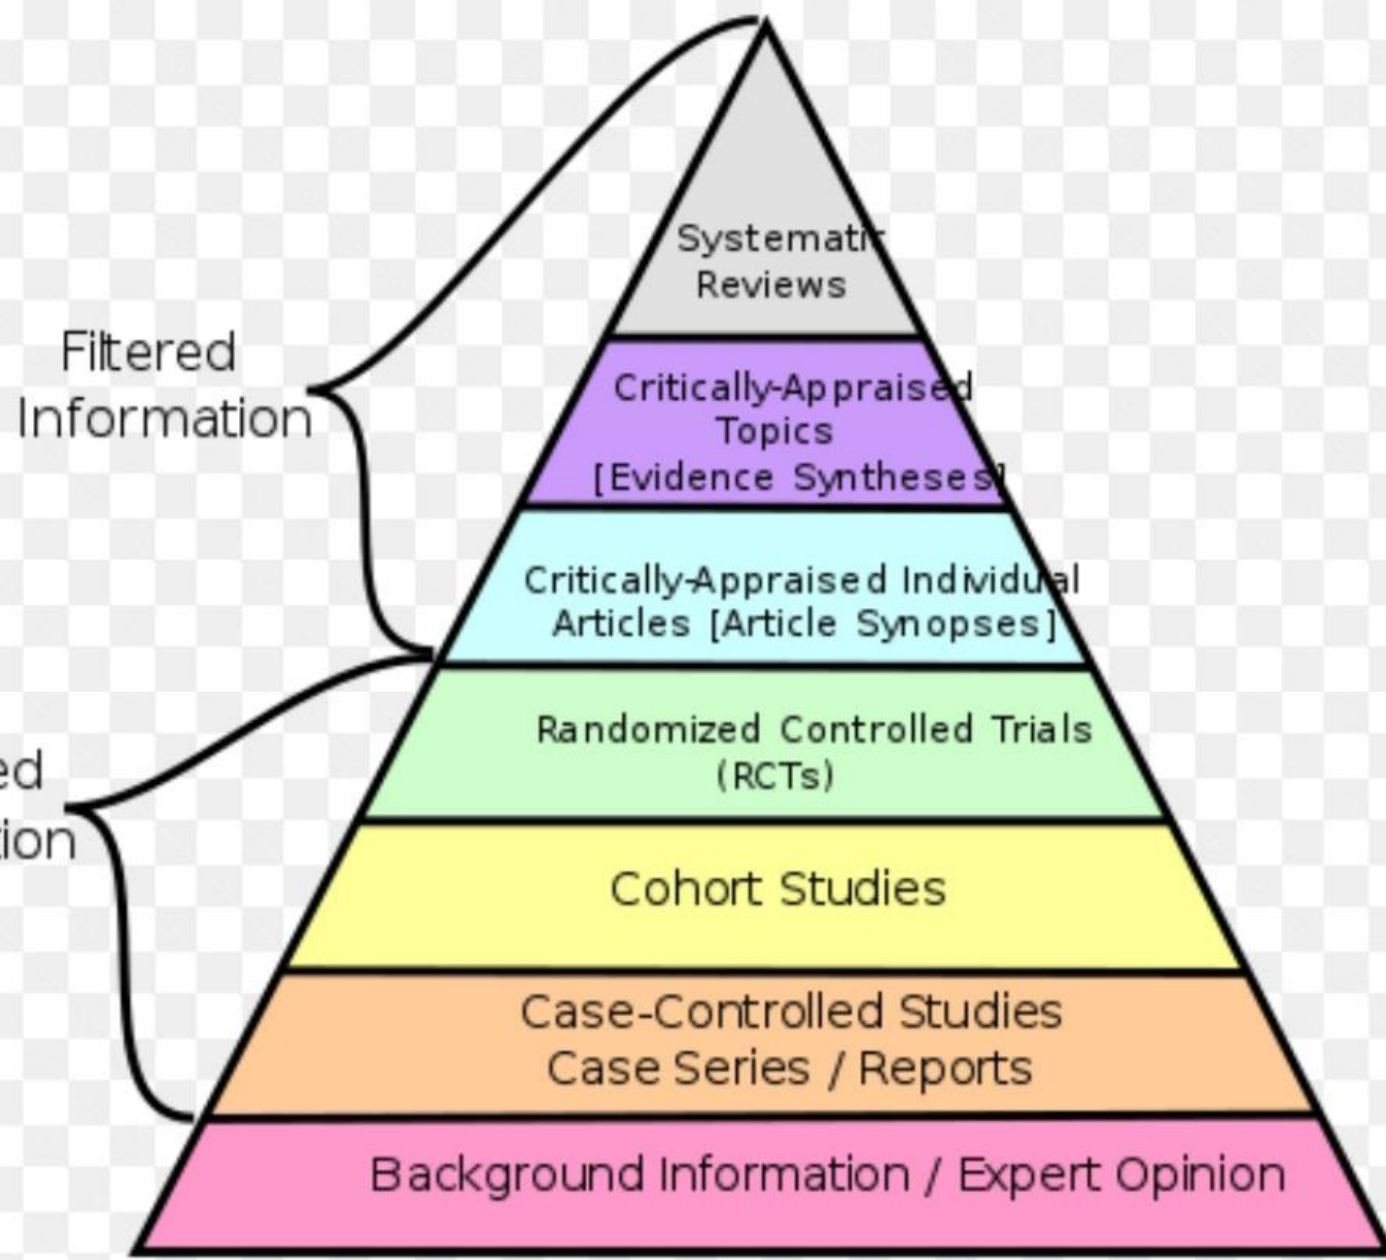 Systematic
Reviews
Critically-Appraised
Topics
[Evidence Syntheses]
Filtered
Information
Critically-Appraised Individual
Articles [Article Synopses]
Randomized Controlled Trials
(RCTs)
Cohort Studies
Case-Controlled Studies
Case Series / Reports
Background Information / Expert Opinion